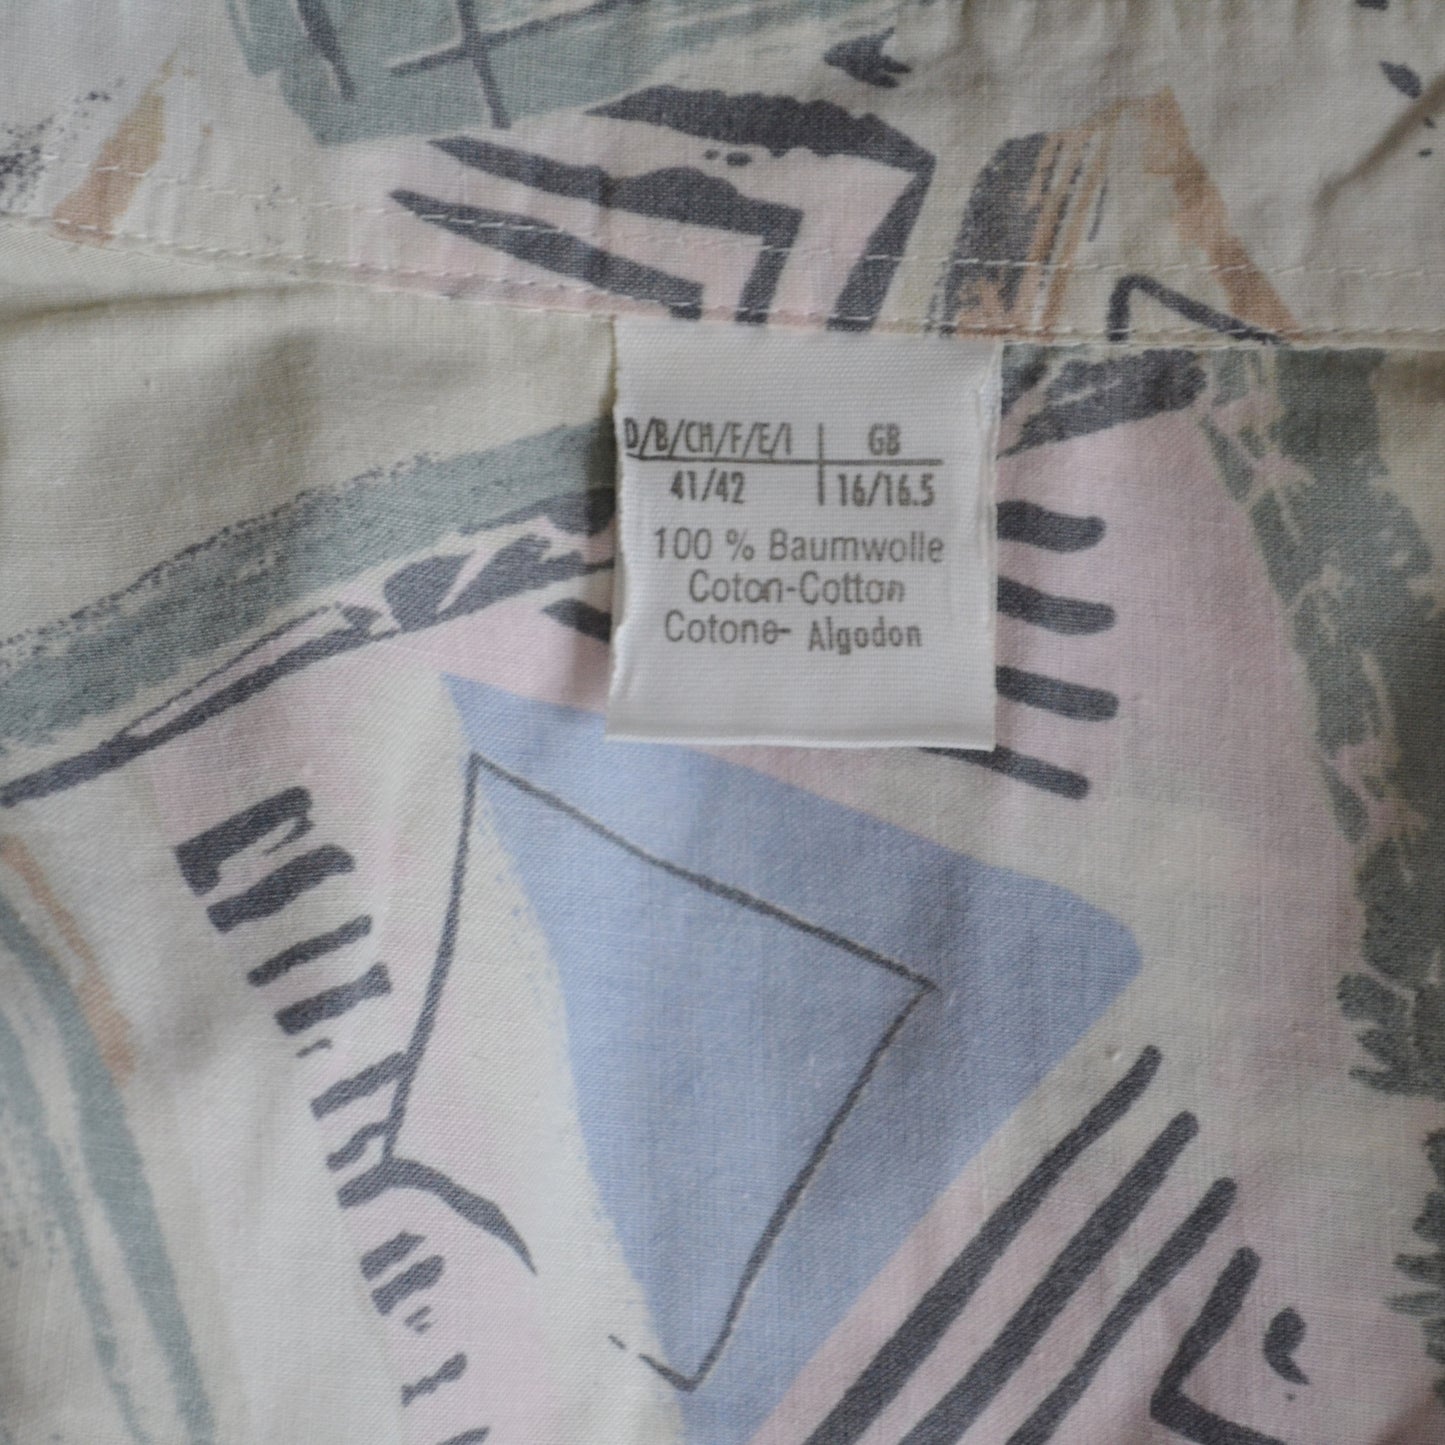 D/B/CH/F/E/I | GB
41/42 | 16/16.5
100 % Baumwolle
Coton-Cotton
Cotone- Algodon